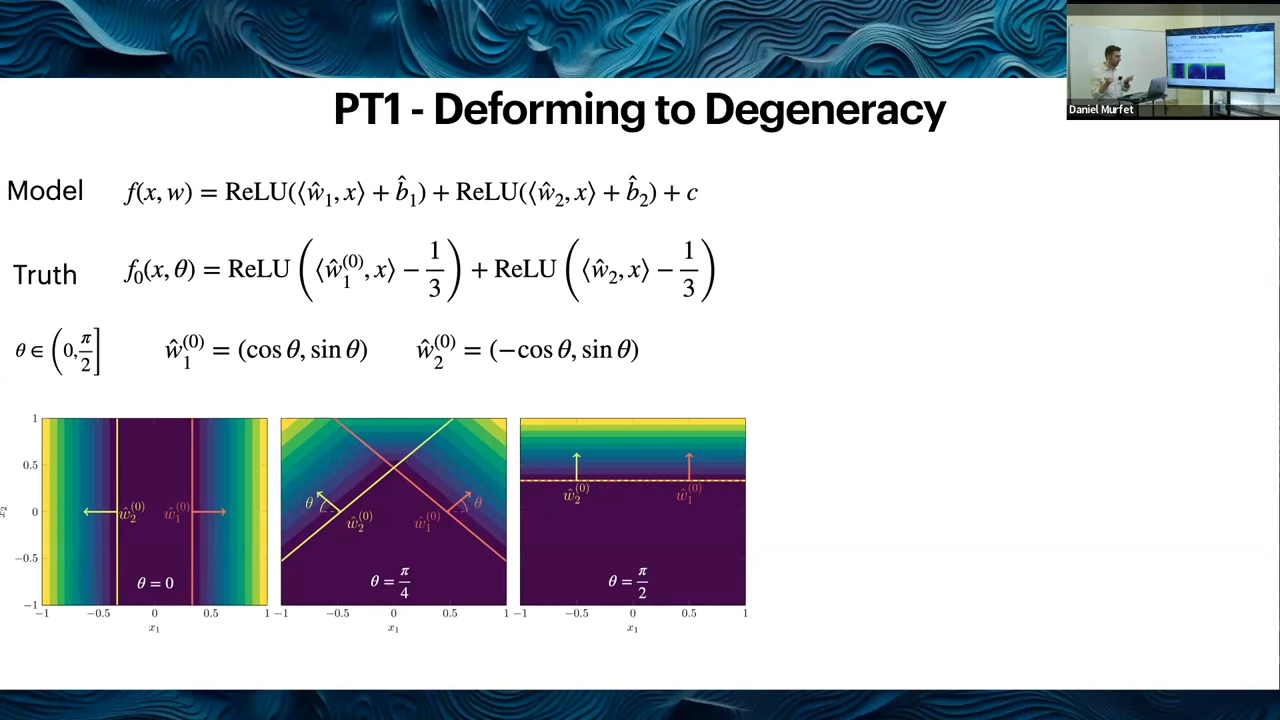 PT1 - Deforming to Degeneracy
Daniel Murfet
PT1 - Deforming to Degeneracy
Model f(x, w) = ReLU(⟨ŵ₁, x⟩ + b̂₁) + ReLU(⟨ŵ₂, x⟩ + b̂₂) + c
Truth f₀(x, θ) = ReLU(⟨ŵ₁⁽⁰⁾, x⟩ − 1/3) + ReLU(⟨ŵ₂, x⟩ − 1/3)
θ ∈ (0, π/2] ŵ₁⁽⁰⁾ = (cos θ, sin θ) ŵ₂⁽⁰⁾ = (−cos θ, sin θ)
1
0.5
0
−0.5
−1
x₂
ŵ₂⁽⁰⁾ ŵ₁⁽⁰⁾
θ = 0
−1 −0.5 0 0.5 1
x₁
θ θ
ŵ₂⁽⁰⁾ ŵ₁⁽⁰⁾
θ = π/4
−1 −0.5 0 0.5 1
x₁
ŵ₂⁽⁰⁾ ŵ₁⁽⁰⁾
θ = π/2
−1 −0.5 0 0.5 1
x₁